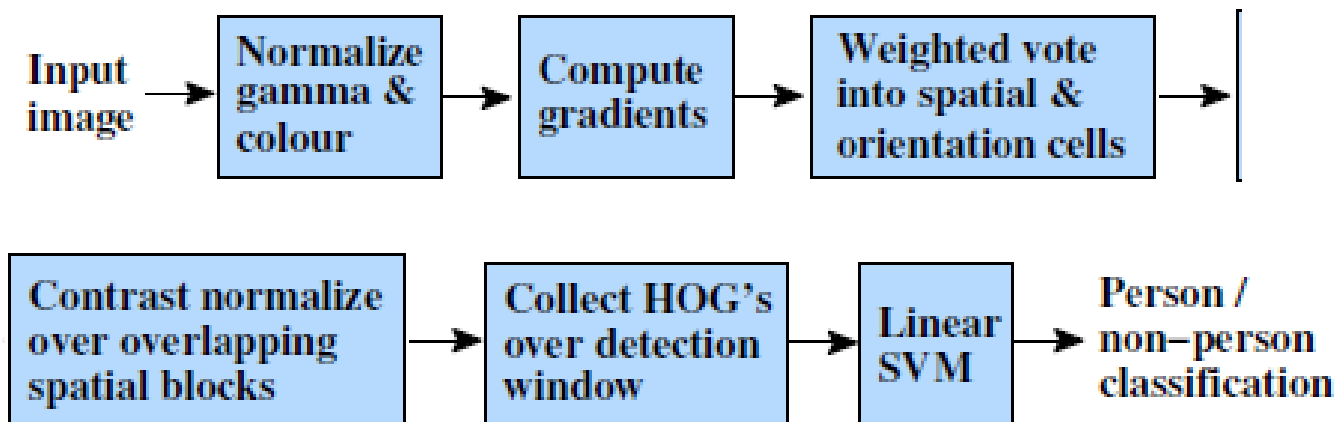 Input
image
Normalize
gamma &
colour
Compute
gradients
Weighted vote
into spatial &
orientation cells
Contrast normalize
over overlapping
spatial blocks
Collect HOG's
over detection
window
Linear
SVM
Person /
non–person
classification